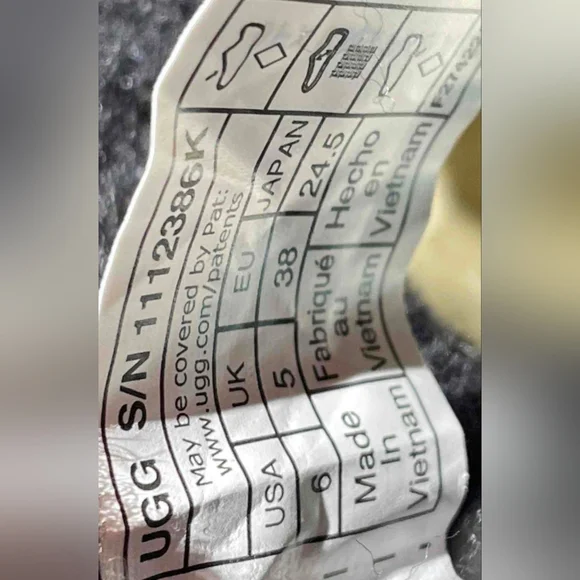 UGG S/N 1112386K
May be covered by Pat:
www.ugg.com/patents
USA UK EU JAPAN
6 5 38 24.5
Made in Vietnam
Fabriqué au Vietnam
Hecho en Vietnam